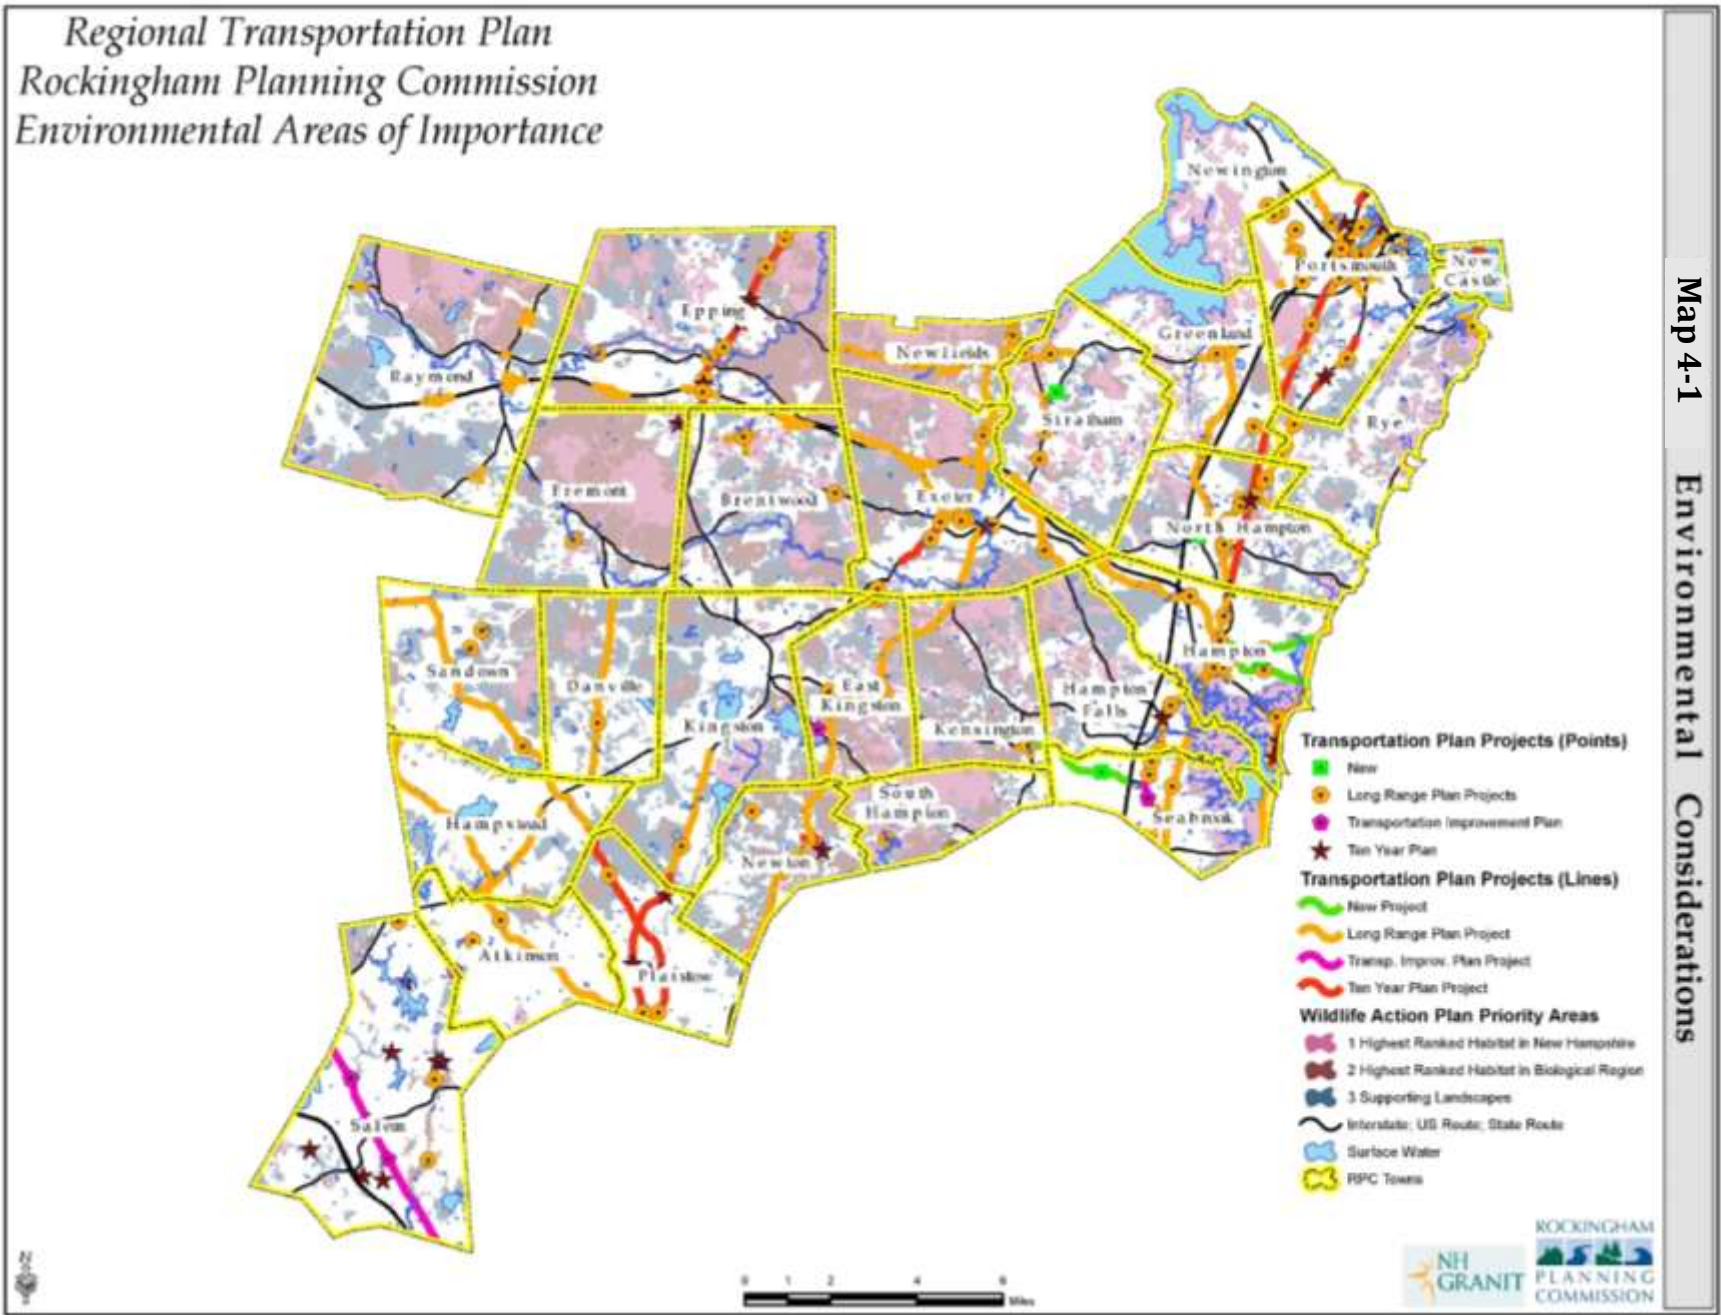 Regional Transportation Plan
Rockingham Planning Commission
Environmental Areas of Importance
Map 4-1 Environmental Considerations
Newington
Portsmouth
New
Castle
Epping
Greenland
Newfields
Raymond
Stratham
Rye
Fremont
Brentwood
Exeter
North Hampton
Hampton
Sandown
Danville
East
Kingston
Hampton
Falls
Kingston
Kensington
South
Hampton
Hampstead
Seabrook
Newton
Atkinson
Plaistow
Salem
Transportation Plan Projects (Points)
New
Long Range Plan Projects
Transportation Improvement Plan
Ten Year Plan
Transportation Plan Projects (Lines)
New Project
Long Range Plan Project
Transp. Improv. Plan Project
Ten Year Plan Project
Wildlife Action Plan Priority Areas
1 Highest Ranked Habitat in New Hampshire
2 Highest Ranked Habitat in Biological Region
3 Supporting Landscapes
Interstate; US Route; State Route
Surface Water
RPC Towns
N
0 1 2 4 6
Miles
NH
GRANIT
ROCKINGHAM
PLANNING
COMMISSION